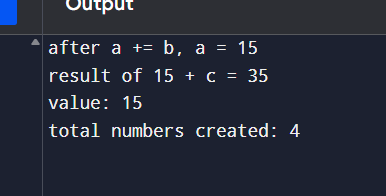 Output
after a += b, a = 15
result of 15 + c = 35
value: 15
total numbers created: 4